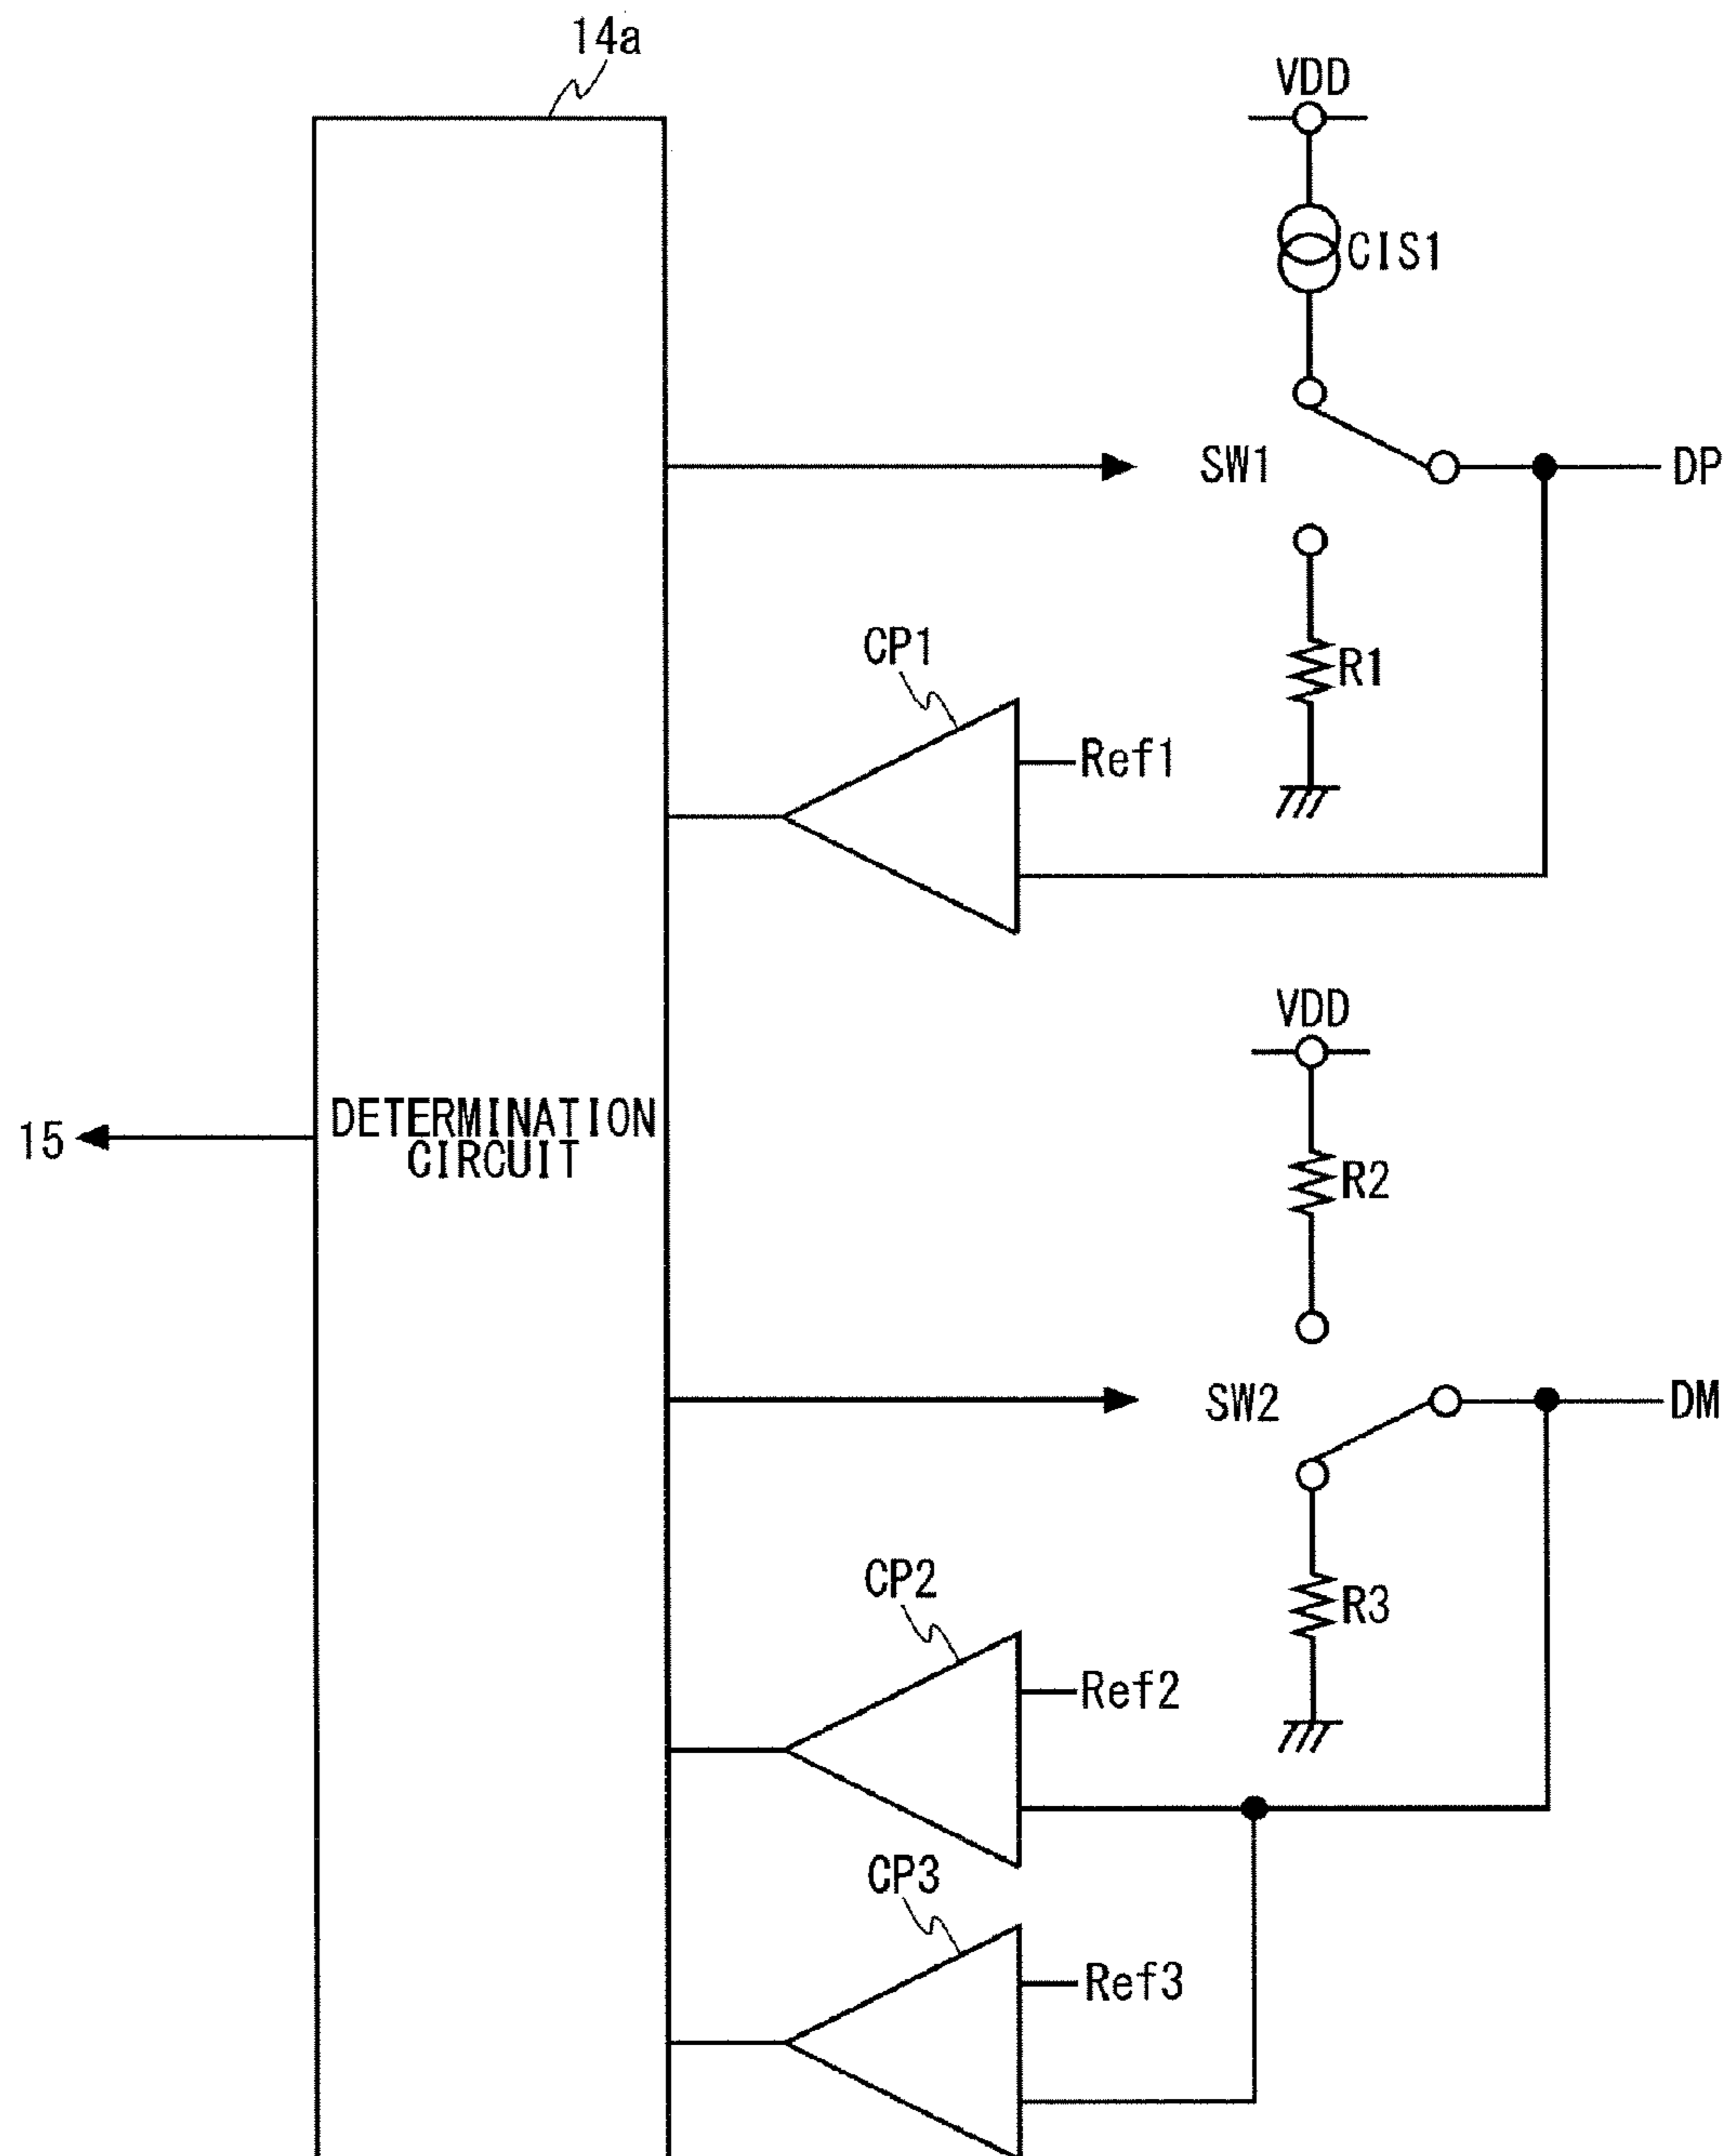 14a
VDD
CIS1
SW1
DP
CP1
R1
Ref1
VDD
15
DETERMINATION
CIRCUIT
R2
SW2
DM
CP2
R3
Ref2
CP3
Ref3